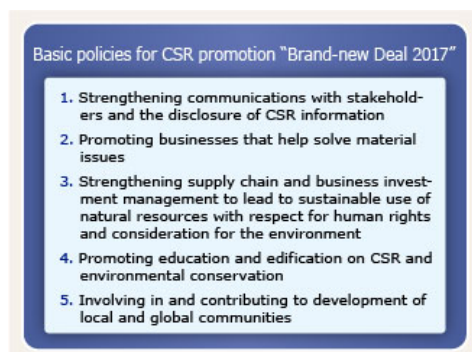 Basic policies for CSR promotion “Brand-new Deal 2017”
1. Strengthening communications with stakehold-
ers and the disclosure of CSR information
2. Promoting businesses that help solve material
issues
3. Strengthening supply chain and business invest-
ment management to lead to sustainable use of
natural resources with respect for human rights
and consideration for the environment
4. Promoting education and edification on CSR and
environmental conservation
5. Involving in and contributing to development of
local and global communities